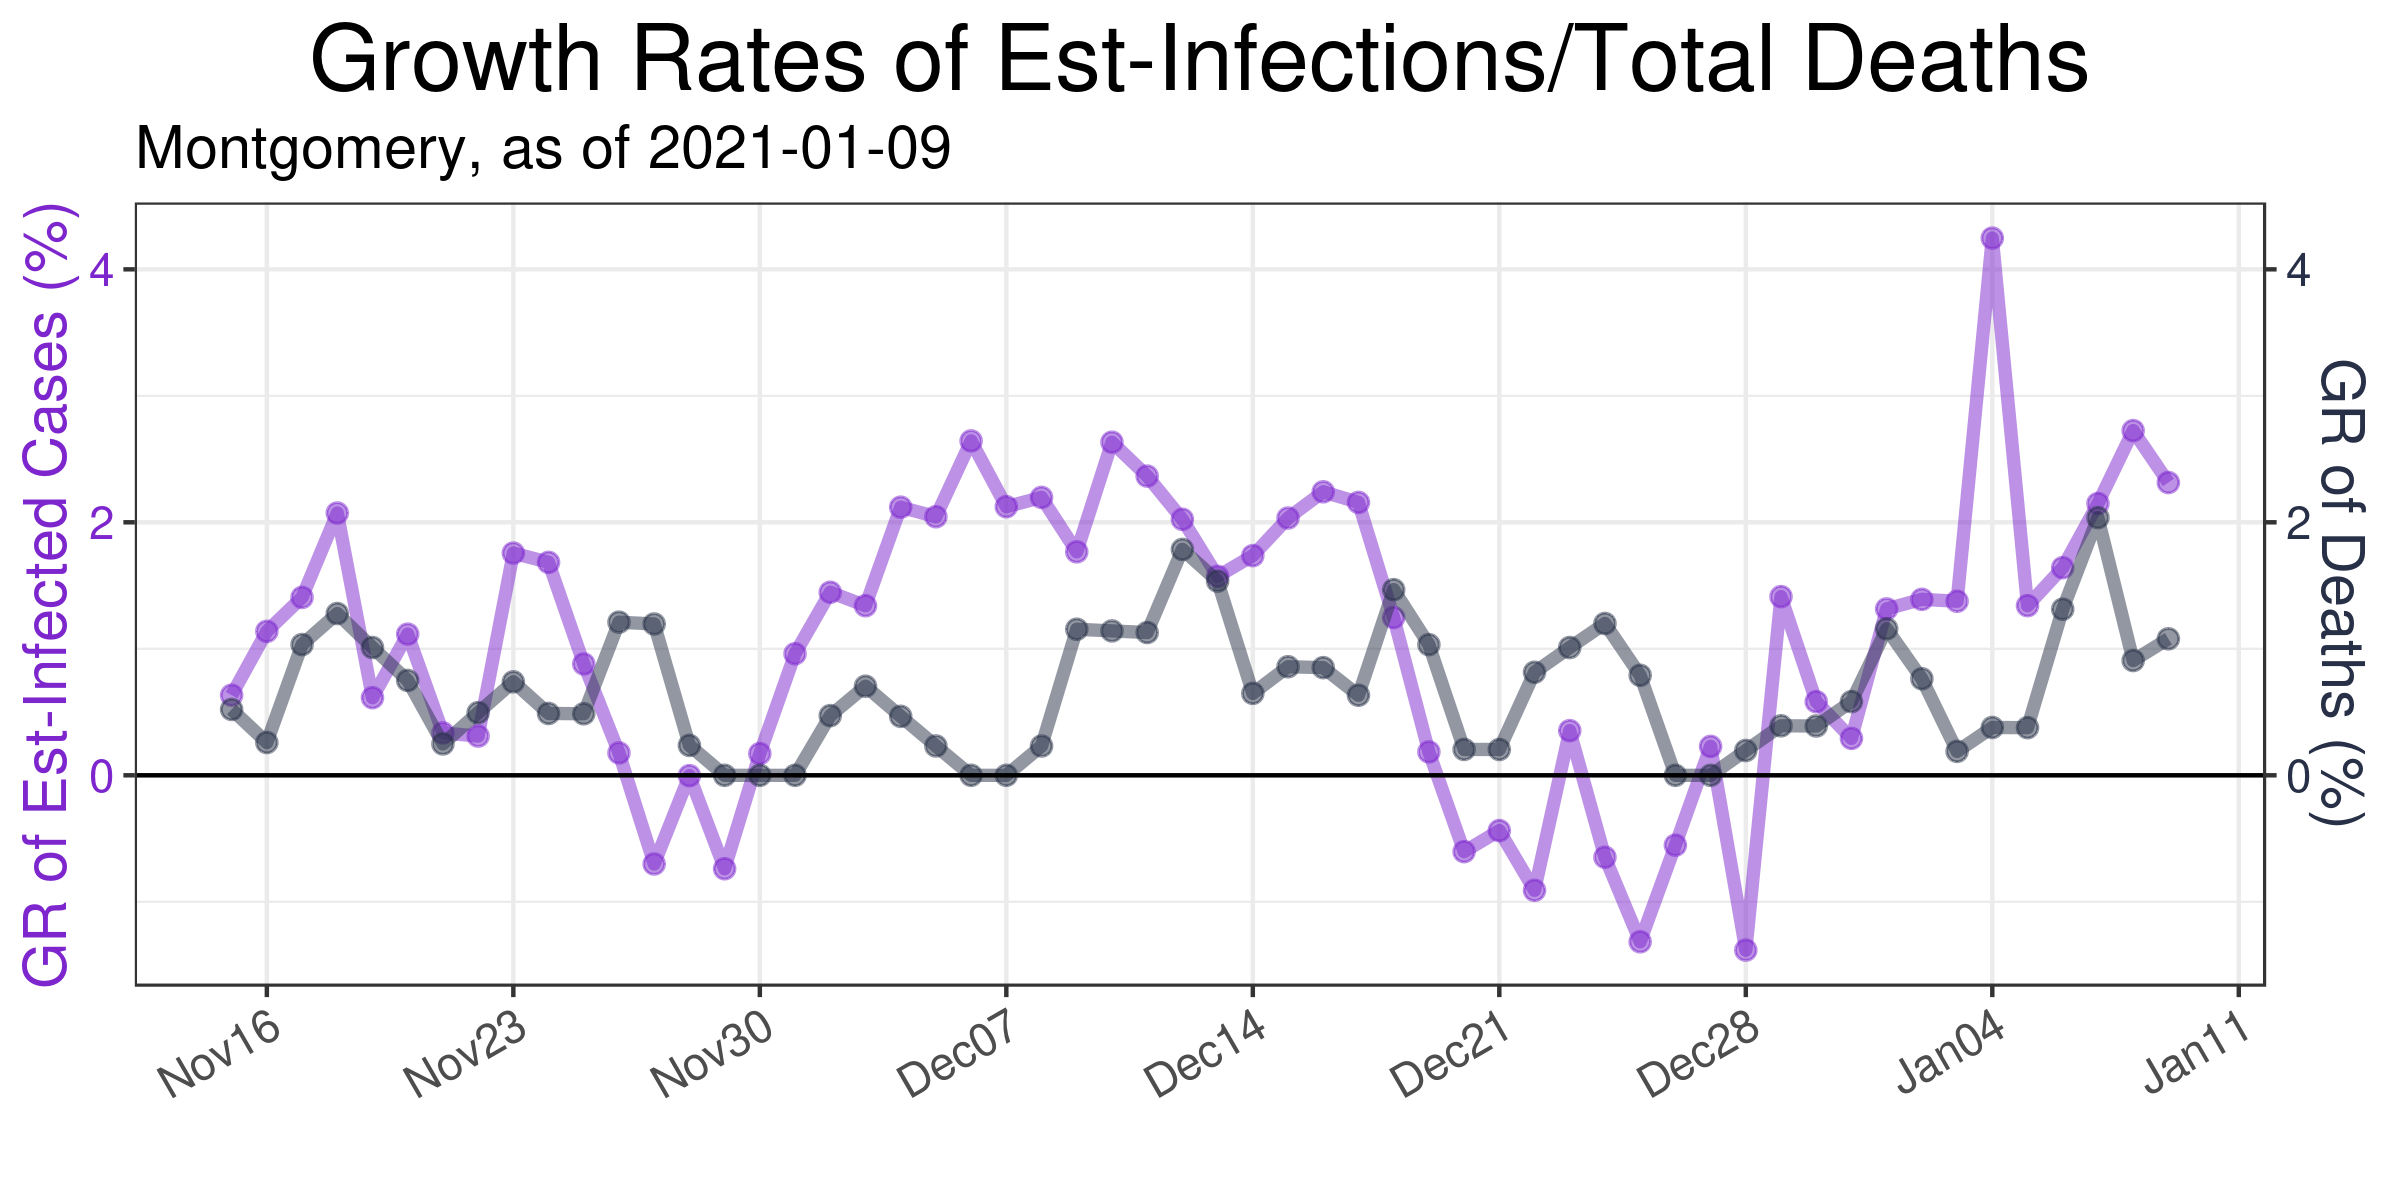 Growth Rates of Est-Infections/Total Deaths
Montgomery, as of 2021-01-09
GR of Est-Infected Cases (%)
4
2
0
4
2
0
GR of Deaths (%)
Nov16
Nov23
Nov30
Dec07
Dec14
Dec21
Dec28
Jan04
Jan11